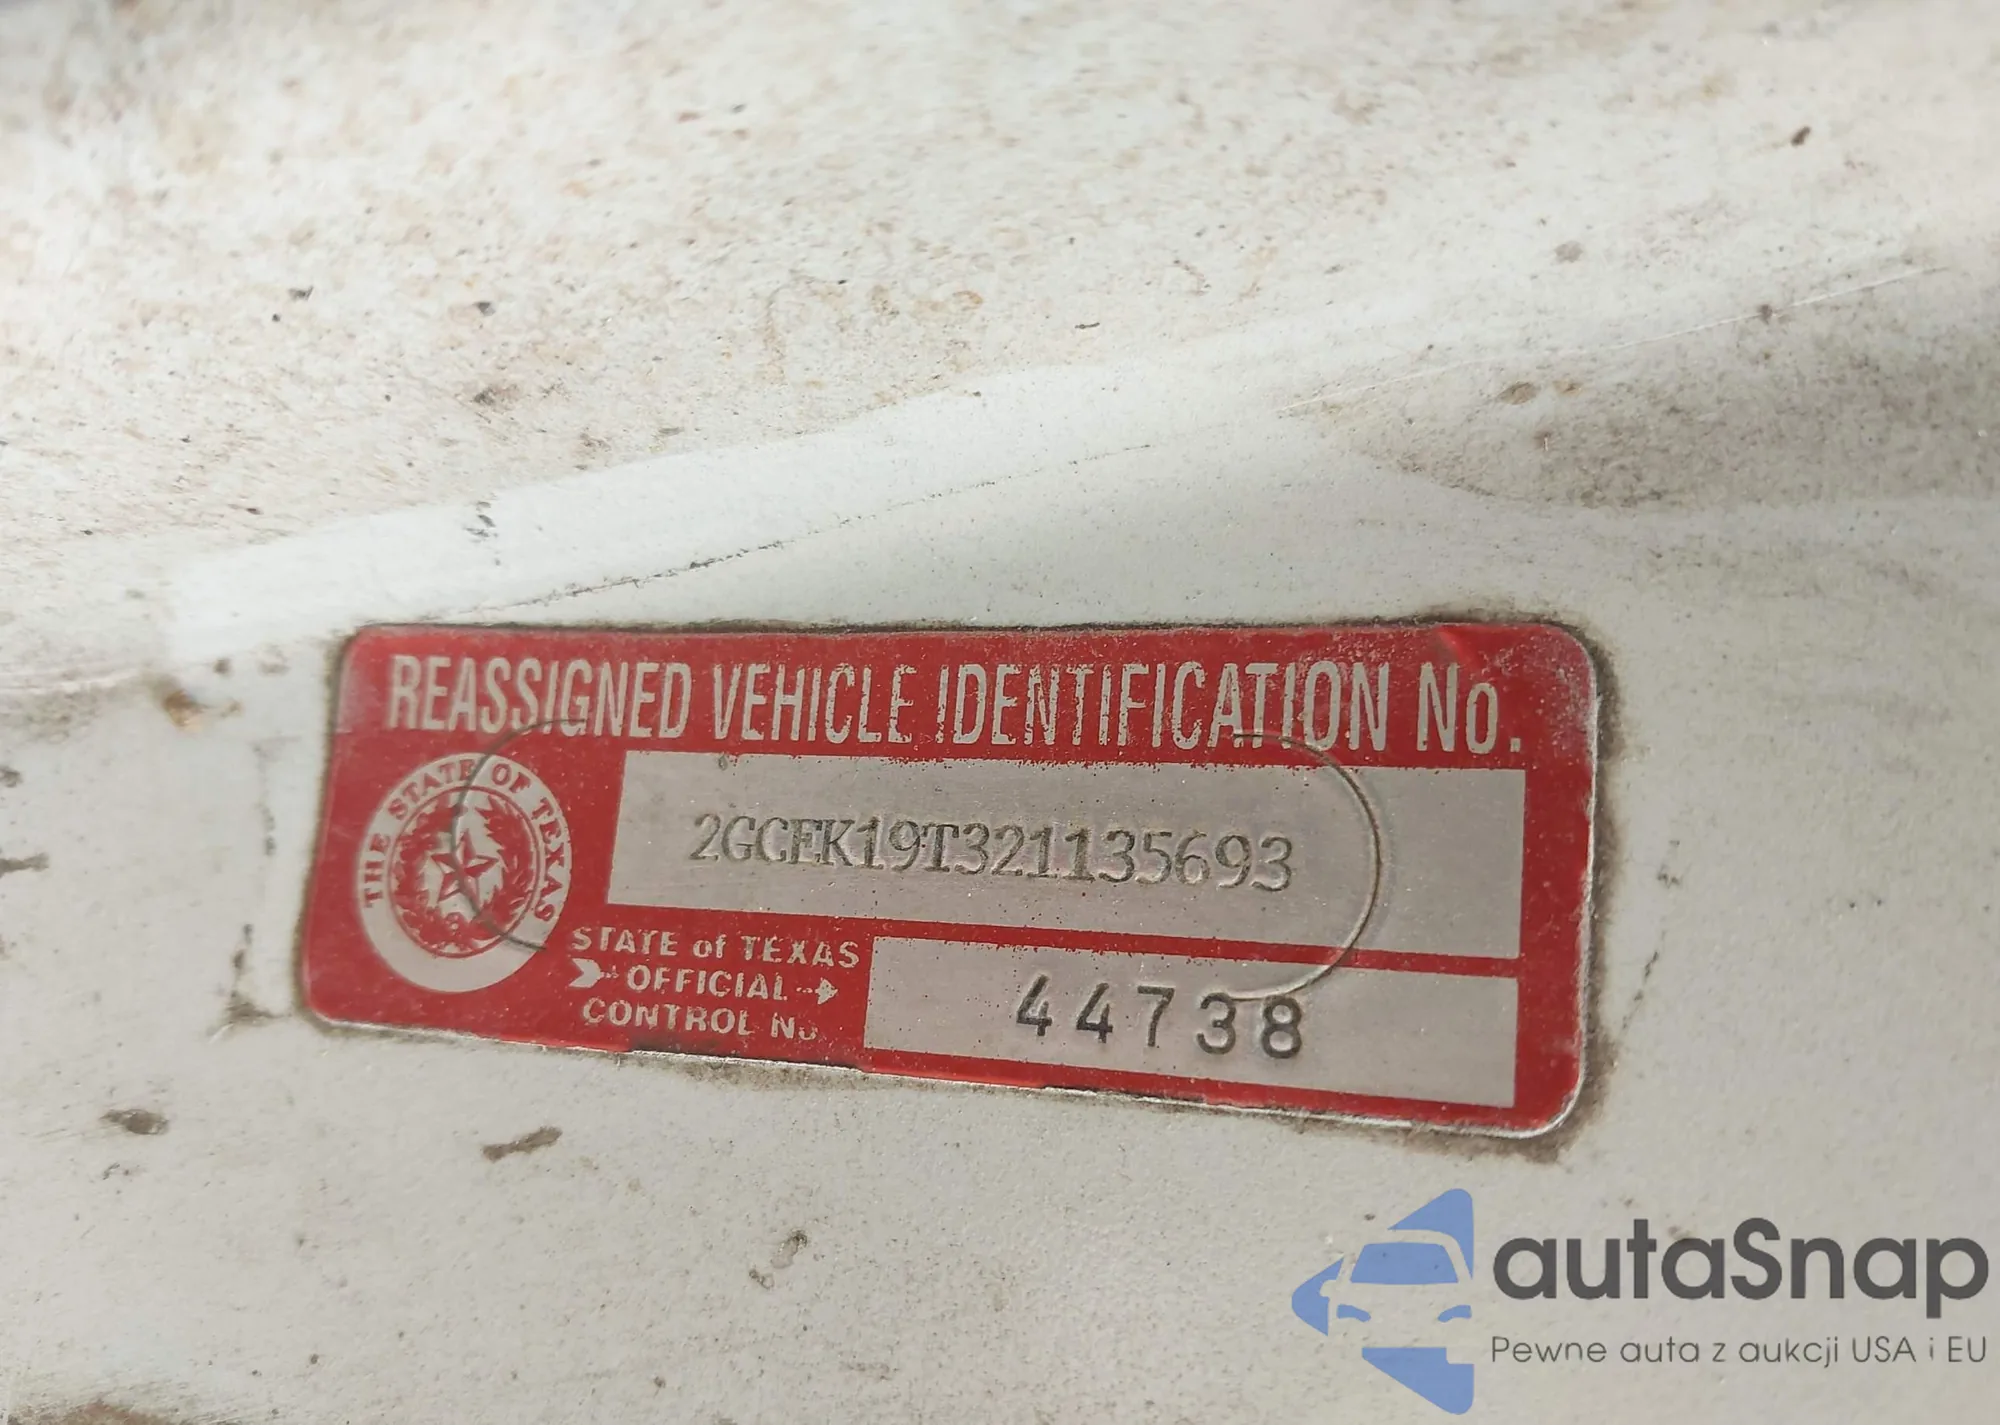 REASSIGNED VEHICLE IDENTIFICATION No.
THE STATE OF TEXAS
2GCEK19T321135693
STATE of TEXAS
OFFICIAL
CONTROL No
44738
autaSnap
Pewne auta z aukcji USA i EU